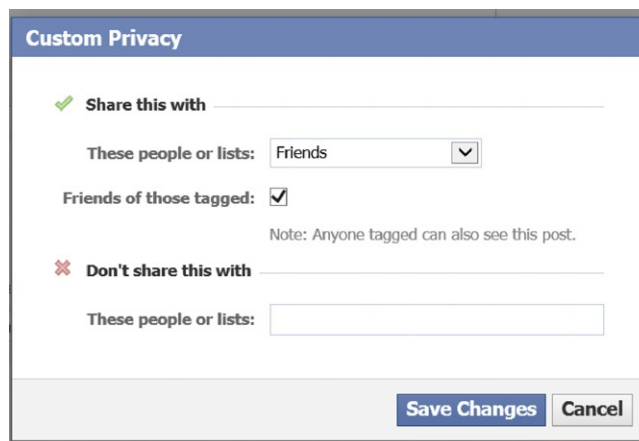 Custom Privacy
Share this with
These people or lists: Friends
Friends of those tagged:
Note: Anyone tagged can also see this post.
Don't share this with
These people or lists:
Save Changes Cancel